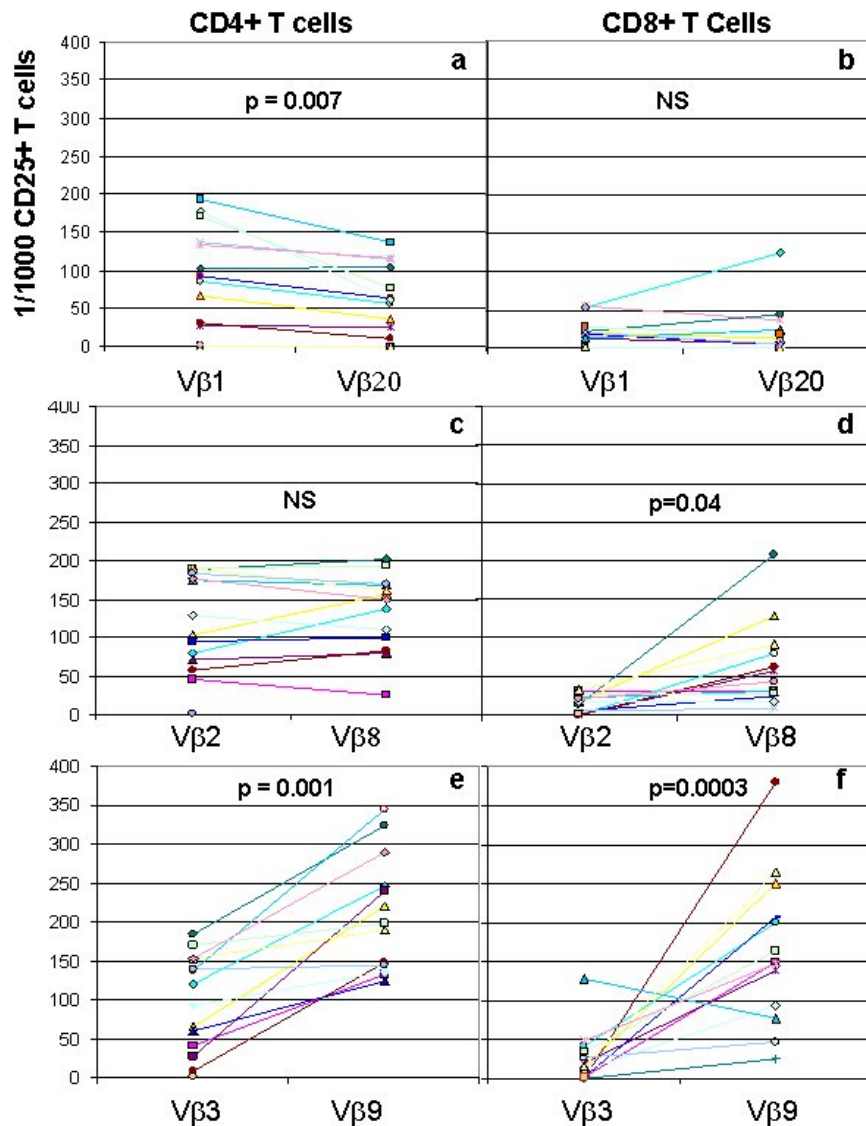 CD4+ T cells CD8+ T Cells
1/1000 CD25+ T cells
400 a b
350 p = 0.007 NS
300
250
200
150
100
50
0
Vβ1 Vβ20 Vβ1 Vβ20
400 c d
350
300 NS p=0.04
250
200
150
100
50
0
Vβ2 Vβ8 Vβ2 Vβ8
400 e f
350 p = 0.001 p=0.0003
300
250
200
150
100
50
0
Vβ3 Vβ9 Vβ3 Vβ9